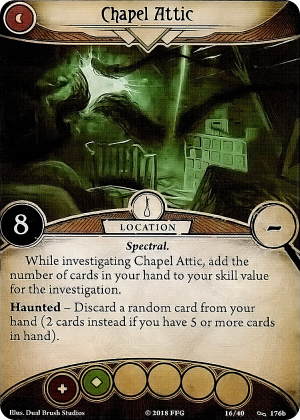 Chapel Attic
8
LOCATION
-
Spectral.
While investigating Chapel Attic, add the
number of cards in your hand to your skill value
for the investigation.
Haunted – Discard a random card from your
hand (2 cards instead if you have 5 or more cards
in hand).
Illus. Dual Brush Studios
© 2018 FFG
16/40
176b